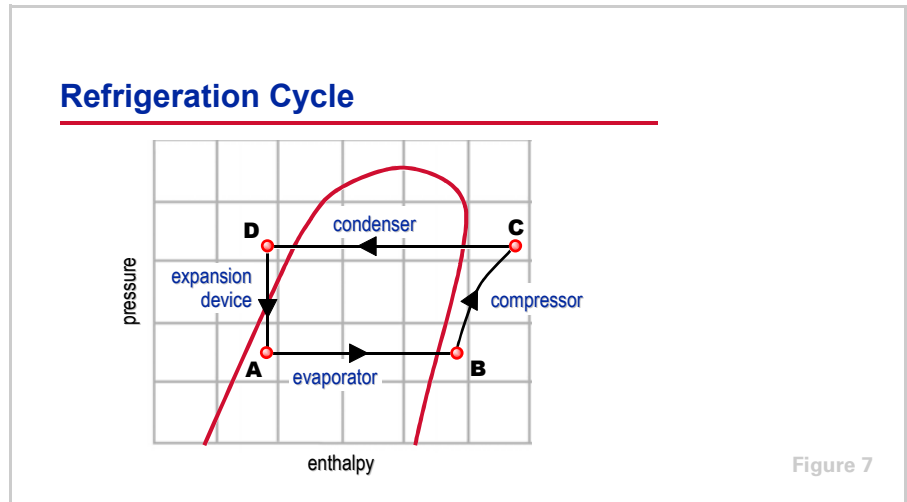 Refrigeration Cycle
D
condenser
C
expansion
device
compressor
pressure
A
evaporator
B
enthalpy
Figure 7